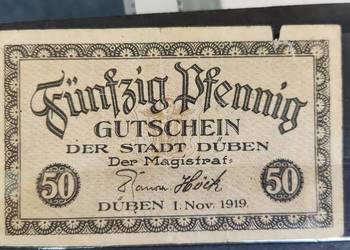 Fünfzig Pfennig
GUTSCHEIN
DER STADT DÜBEN
Der Magistrat:
50 50
DÜBEN 1. Nov. 1919.